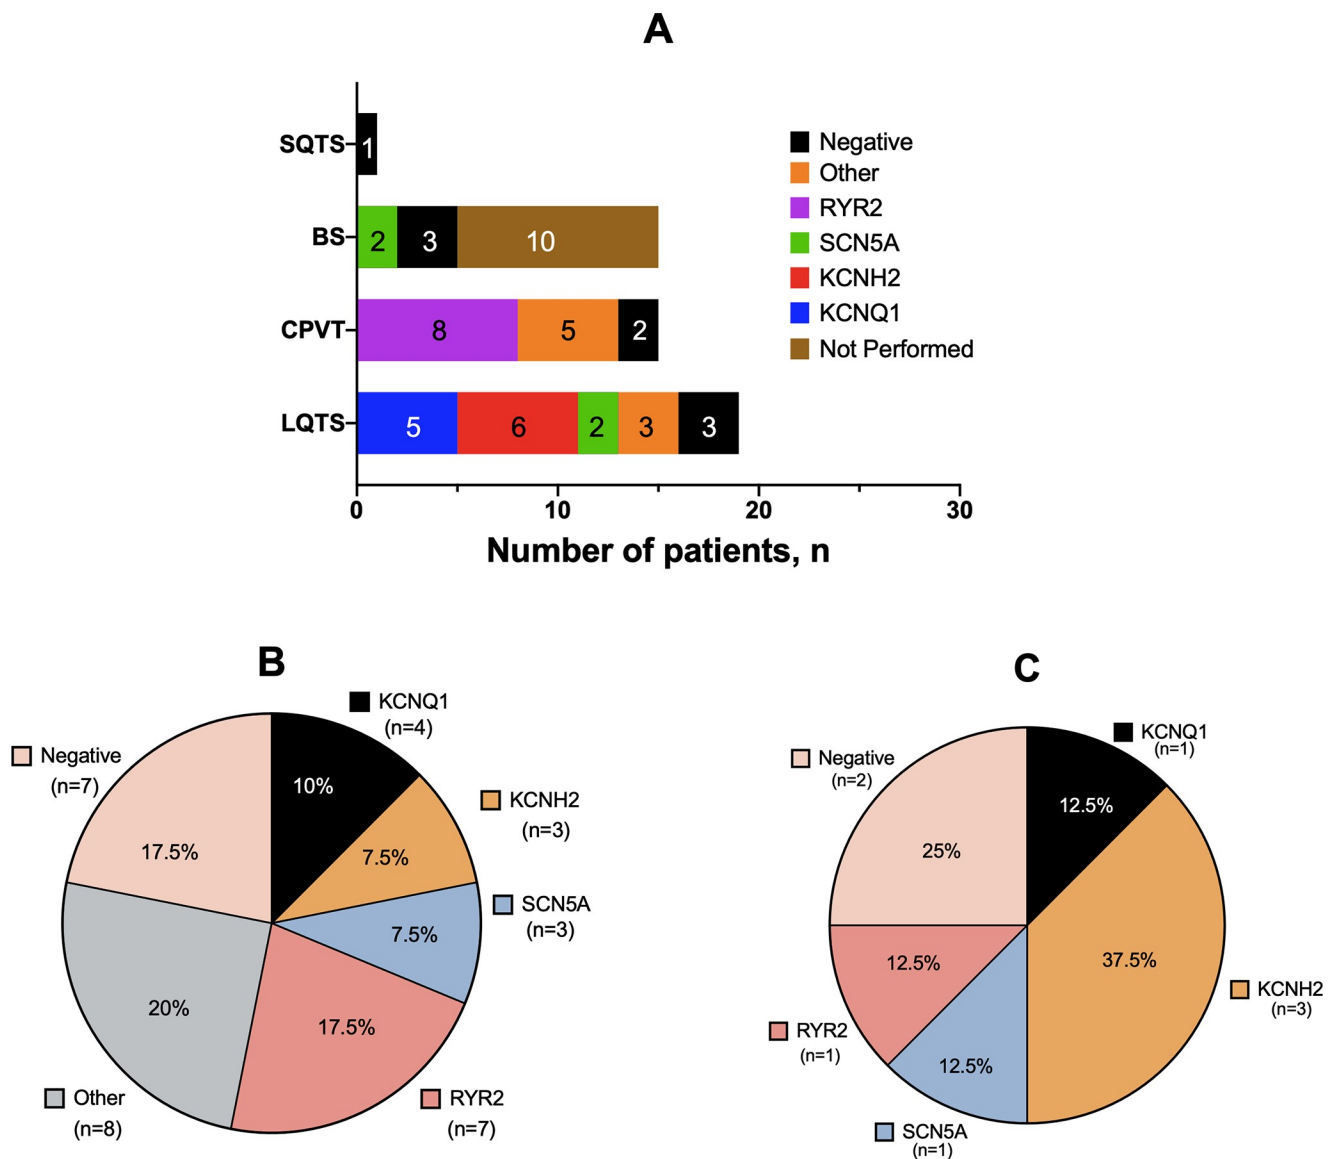 A
SQTS
1
BS
2 3 10
CPVT
8 5 2
LQTS
5 6 2 3 3
Negative
Other
RYR2
SCN5A
KCNH2
KCNQ1
Not Performed
0 10 20 30
Number of patients, n
B
KCNQ1
(n=4)
10%
KCNH2
(n=3)
7.5%
SCN5A
(n=3)
7.5%
RYR2
(n=7)
17.5%
Other
(n=8)
20%
Negative
(n=7)
17.5%
C
KCNQ1
(n=1)
12.5%
KCNH2
(n=3)
37.5%
SCN5A
(n=1)
12.5%
RYR2
(n=1)
12.5%
Negative
(n=2)
25%